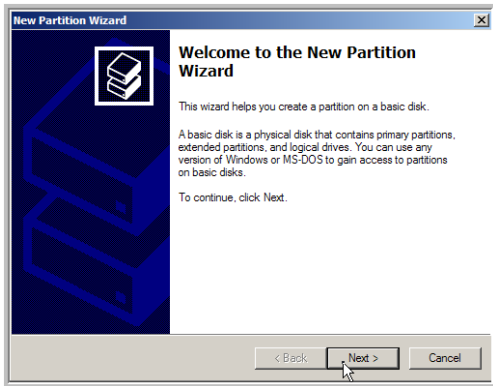 New Partition Wizard
Welcome to the New Partition
Wizard
This wizard helps you create a partition on a basic disk.
A basic disk is a physical disk that contains primary partitions,
extended partitions, and logical drives. You can use any
version of Windows or MS-DOS to gain access to partitions
on basic disks.
To continue, click Next.
< Back Next > Cancel